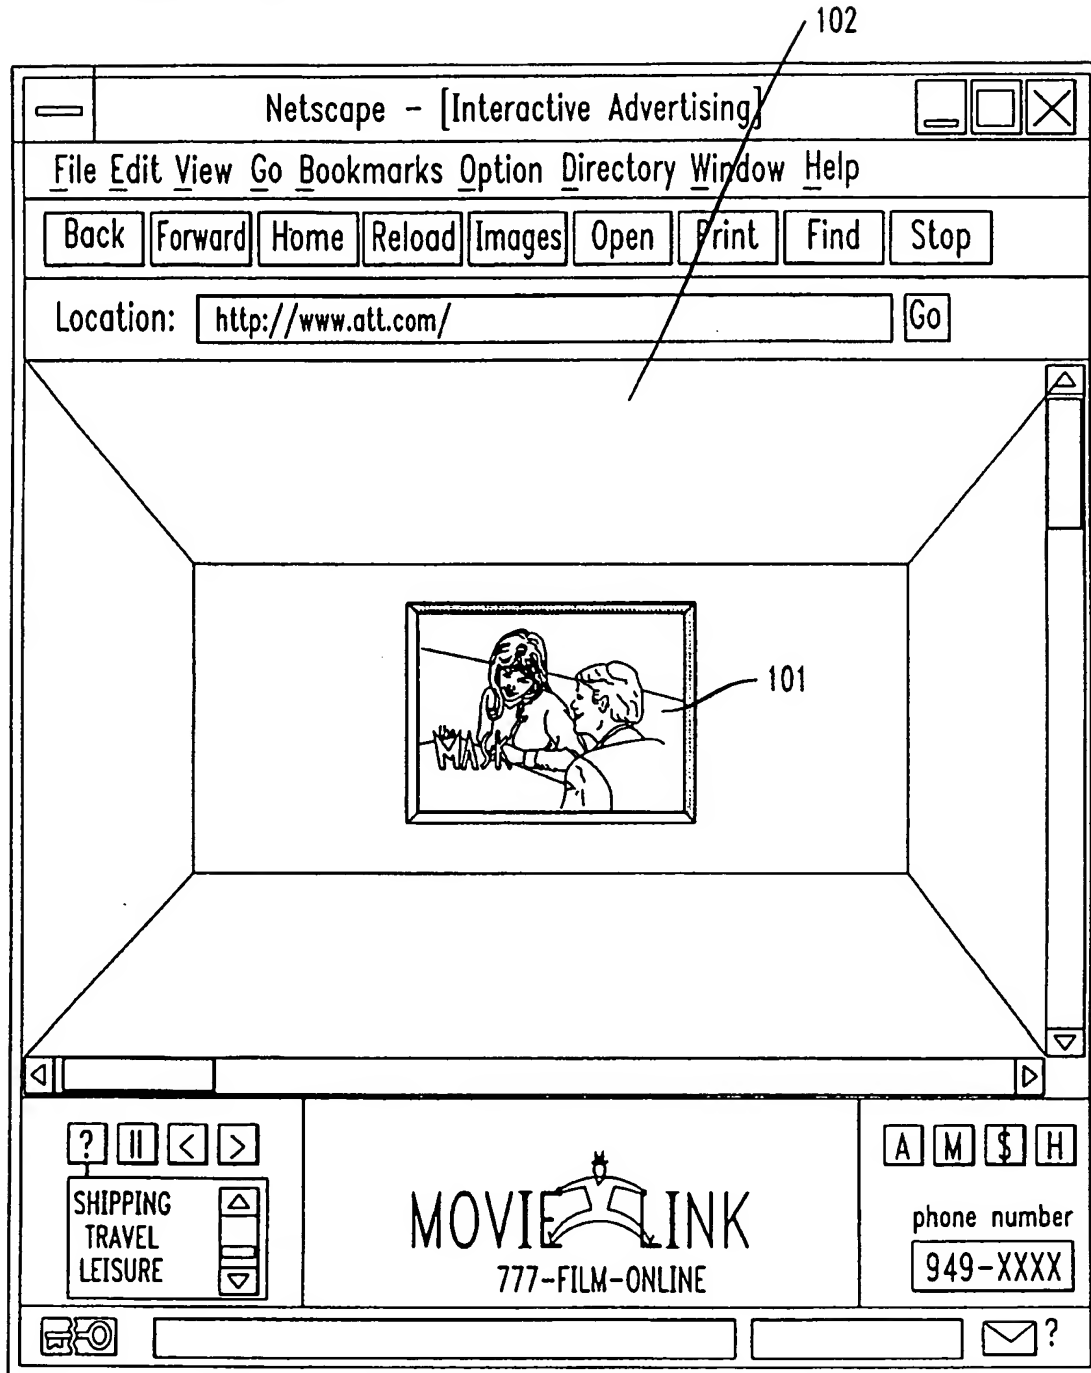 102
Netscape - [Interactive Advertising]
File Edit View Go Bookmarks Option Directory Window Help
Back Forward Home Reload Images Open Print Find Stop
Location: http://www.att.com/ Go
101
the MASK
? || < >
A M $ H
SHIPPING
TRAVEL
LEISURE
MOVIE LINK
777-FILM-ONLINE
phone number
949-XXXX
?